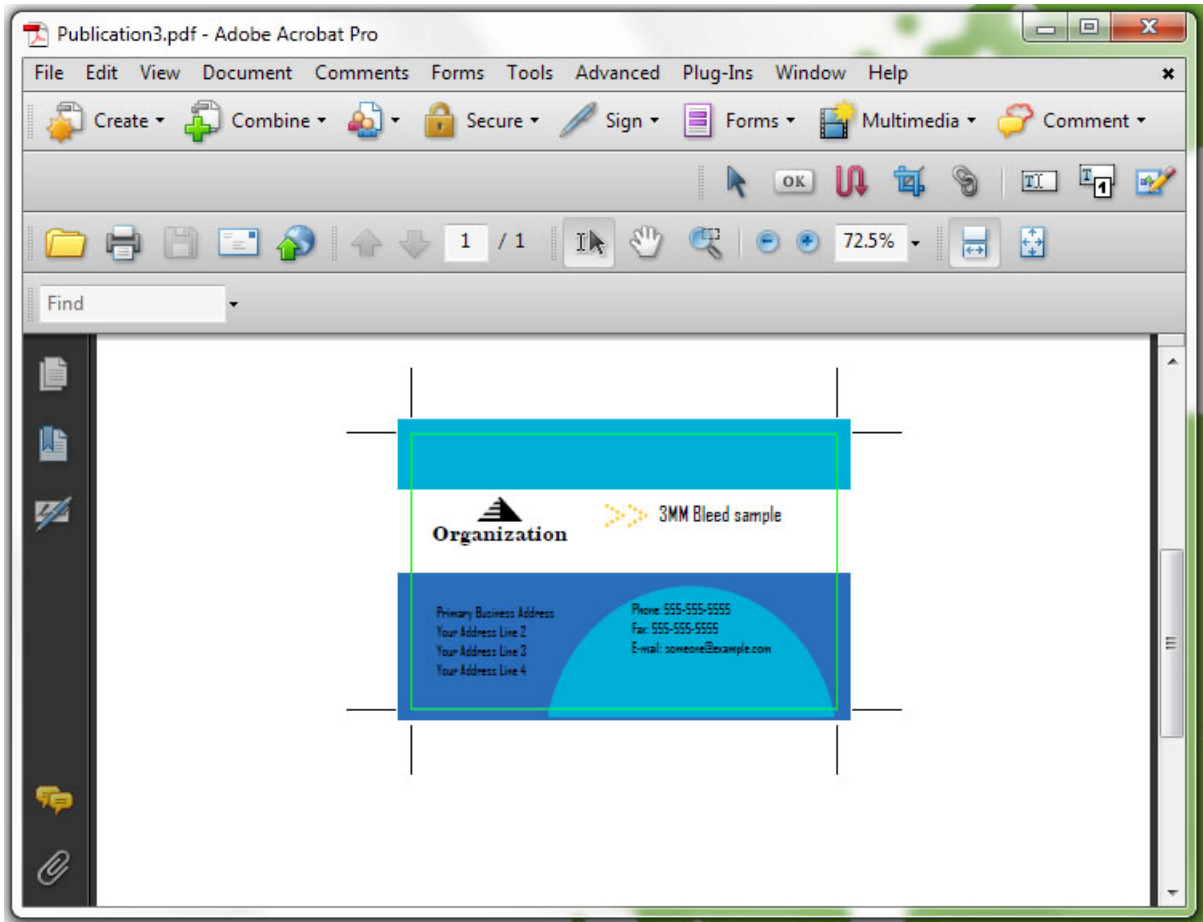 Publication3.pdf - Adobe Acrobat Pro
File Edit View Document Comments Forms Tools Advanced Plug-Ins Window Help
Create Combine Secure Sign Forms Multimedia Comment
OK T T 1
1 / 1 72.5%
Find
Organization
3MM Bleed sample
Primary Business Address
Your Address Line 2
Your Address Line 3
Your Address Line 4
Phone: 555-555-5555
Fax: 555-555-5555
E-mail: someone@example.com